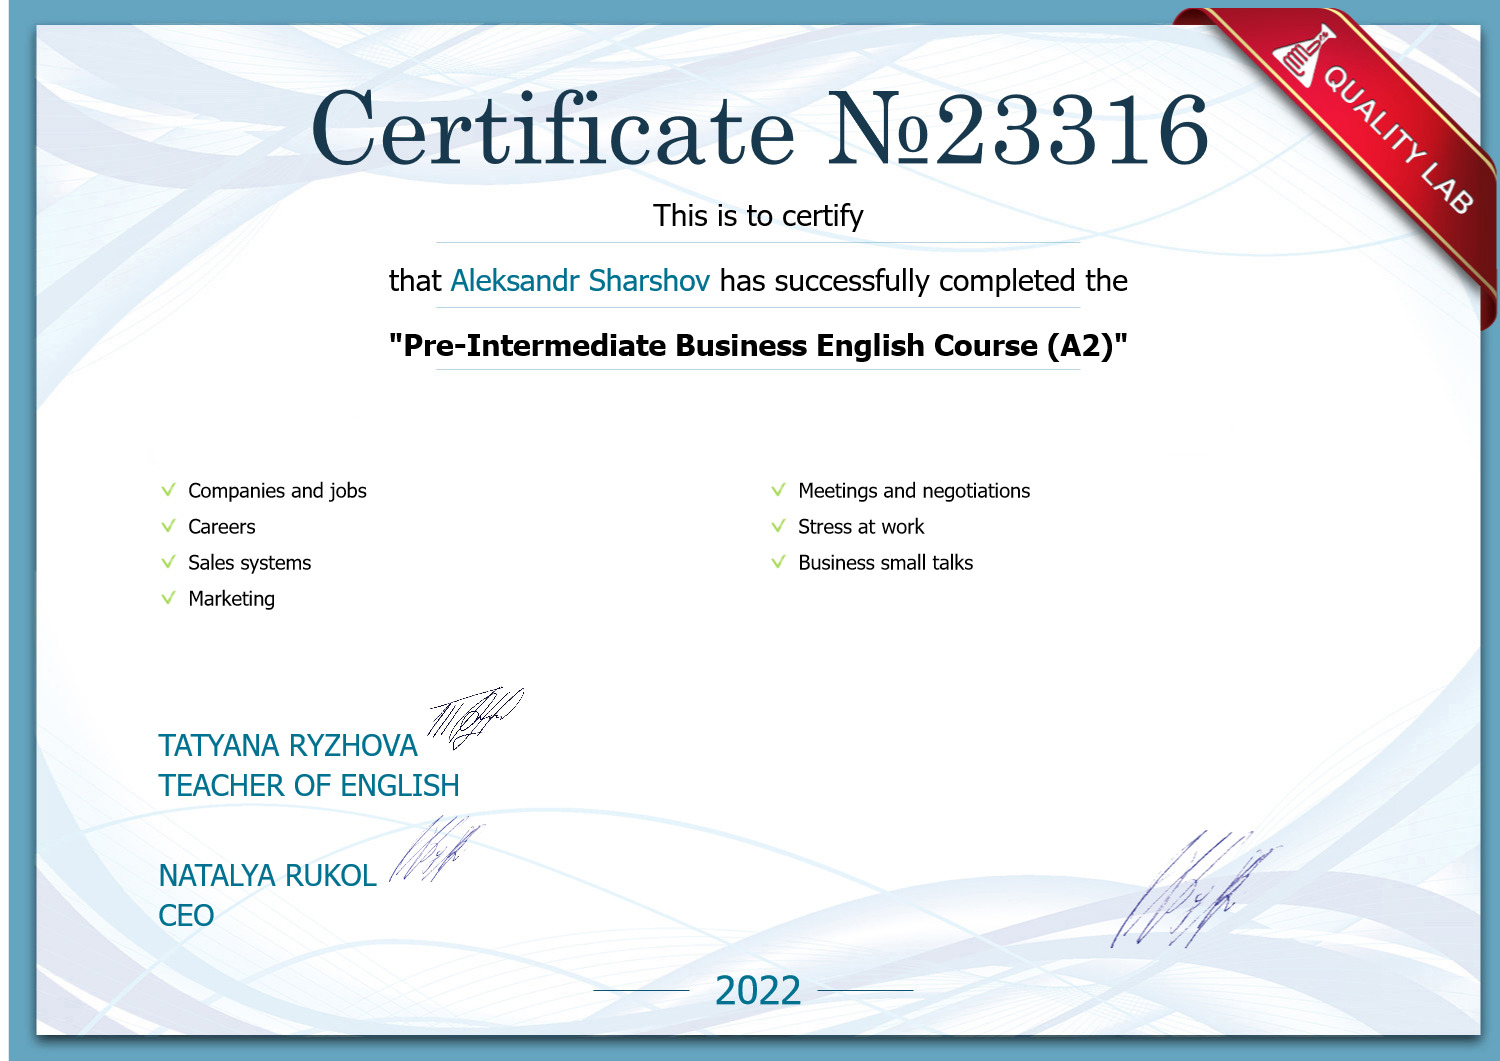 Certificate №23316
QUALITY LAB
This is to certify
that Aleksandr Sharshov has successfully completed the
"Pre-Intermediate Business English Course (A2)"
Companies and jobs
Careers
Sales systems
Marketing
Meetings and negotiations
Stress at work
Business small talks
TATYANA RYZHOVA
TEACHER OF ENGLISH
NATALYA RUKOL
CEO
2022